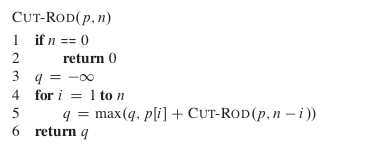 CUT-ROD(p, n)
1 if n == 0
2 return 0
3 q = −∞
4 for i = 1 to n
5 q = max(q, p[i] + CUT-ROD(p, n − i))
6 return q